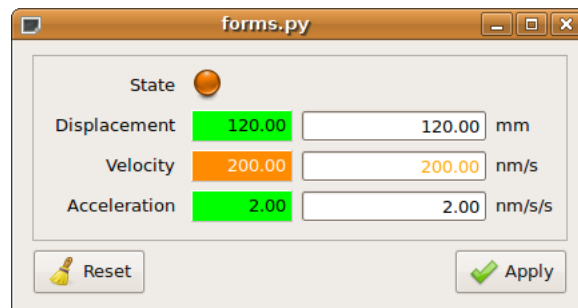 forms.py
State
Displacement 120.00 120.00 mm
Velocity 200.00 200.00 nm/s
Acceleration 2.00 2.00 nm/s/s
Reset Apply